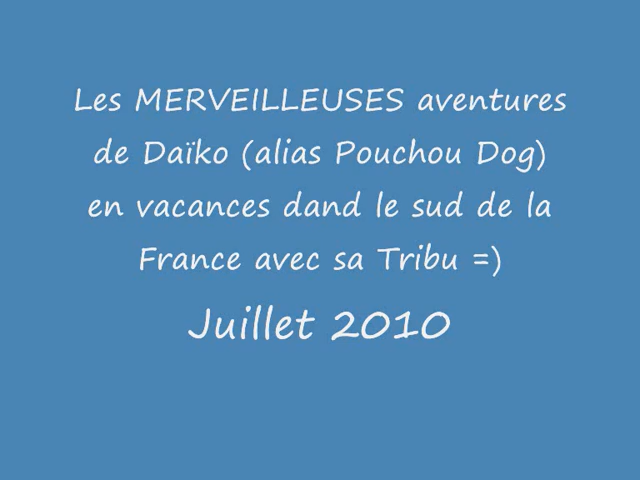 Les MERVEILLEUSES aventures
de Daïko (alias Pouchou Dog)
en vacances dand le sud de la
France avec sa Tribu =)
Juillet 2010